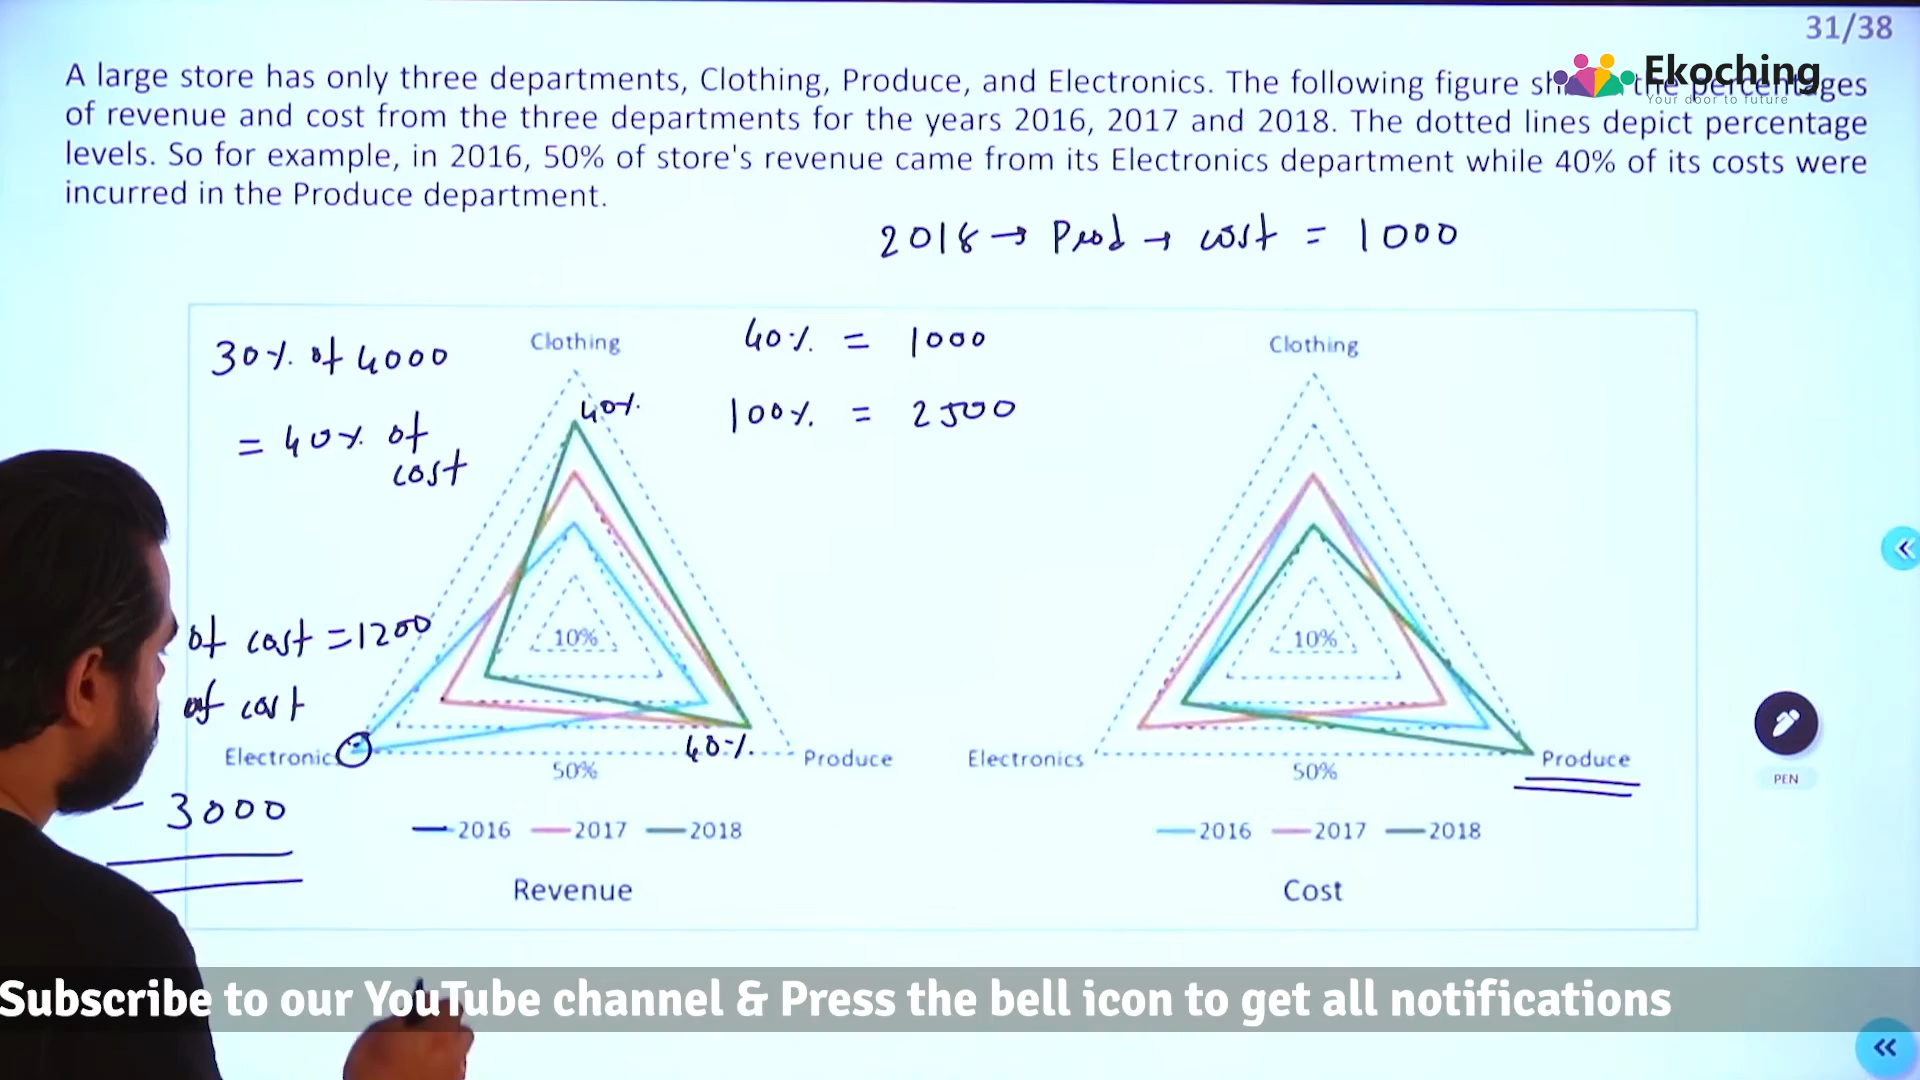 31/38
Ekoching
Your door to future
A large store has only three departments, Clothing, Produce, and Electronics. The following figure sh the percentages
of revenue and cost from the three departments for the years 2016, 2017 and 2018. The dotted lines depict percentage
levels. So for example, in 2016, 50% of store's revenue came from its Electronics department while 40% of its costs were
incurred in the Produce department.
2018 → Prod → cost = 1000
30% of 4000
= 40% of
cost
of cost = 1200
of cost
- 3000
Clothing
40%
40% = 1000
100% = 2500
10%
Electronic
40%
Produce
50%
2016 2017 2018
Revenue
Clothing
10%
Electronics
Produce
50%
2016 2017 2018
Cost
PEN
Subscribe to our YouTube channel & Press the bell icon to get all notifications